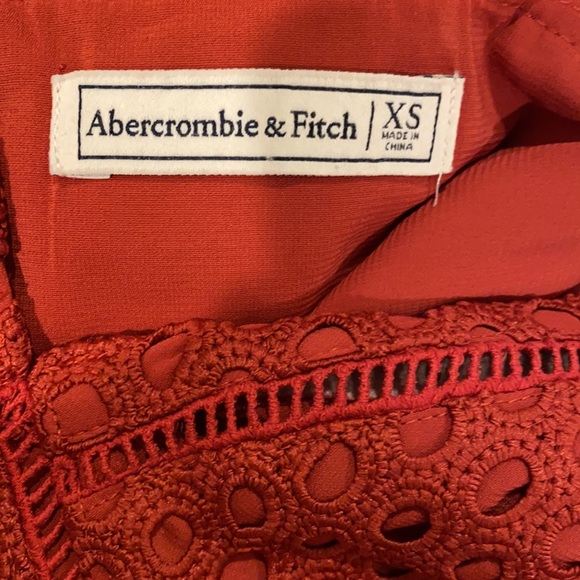 Abercrombie & Fitch
XS
MADE IN
CHINA